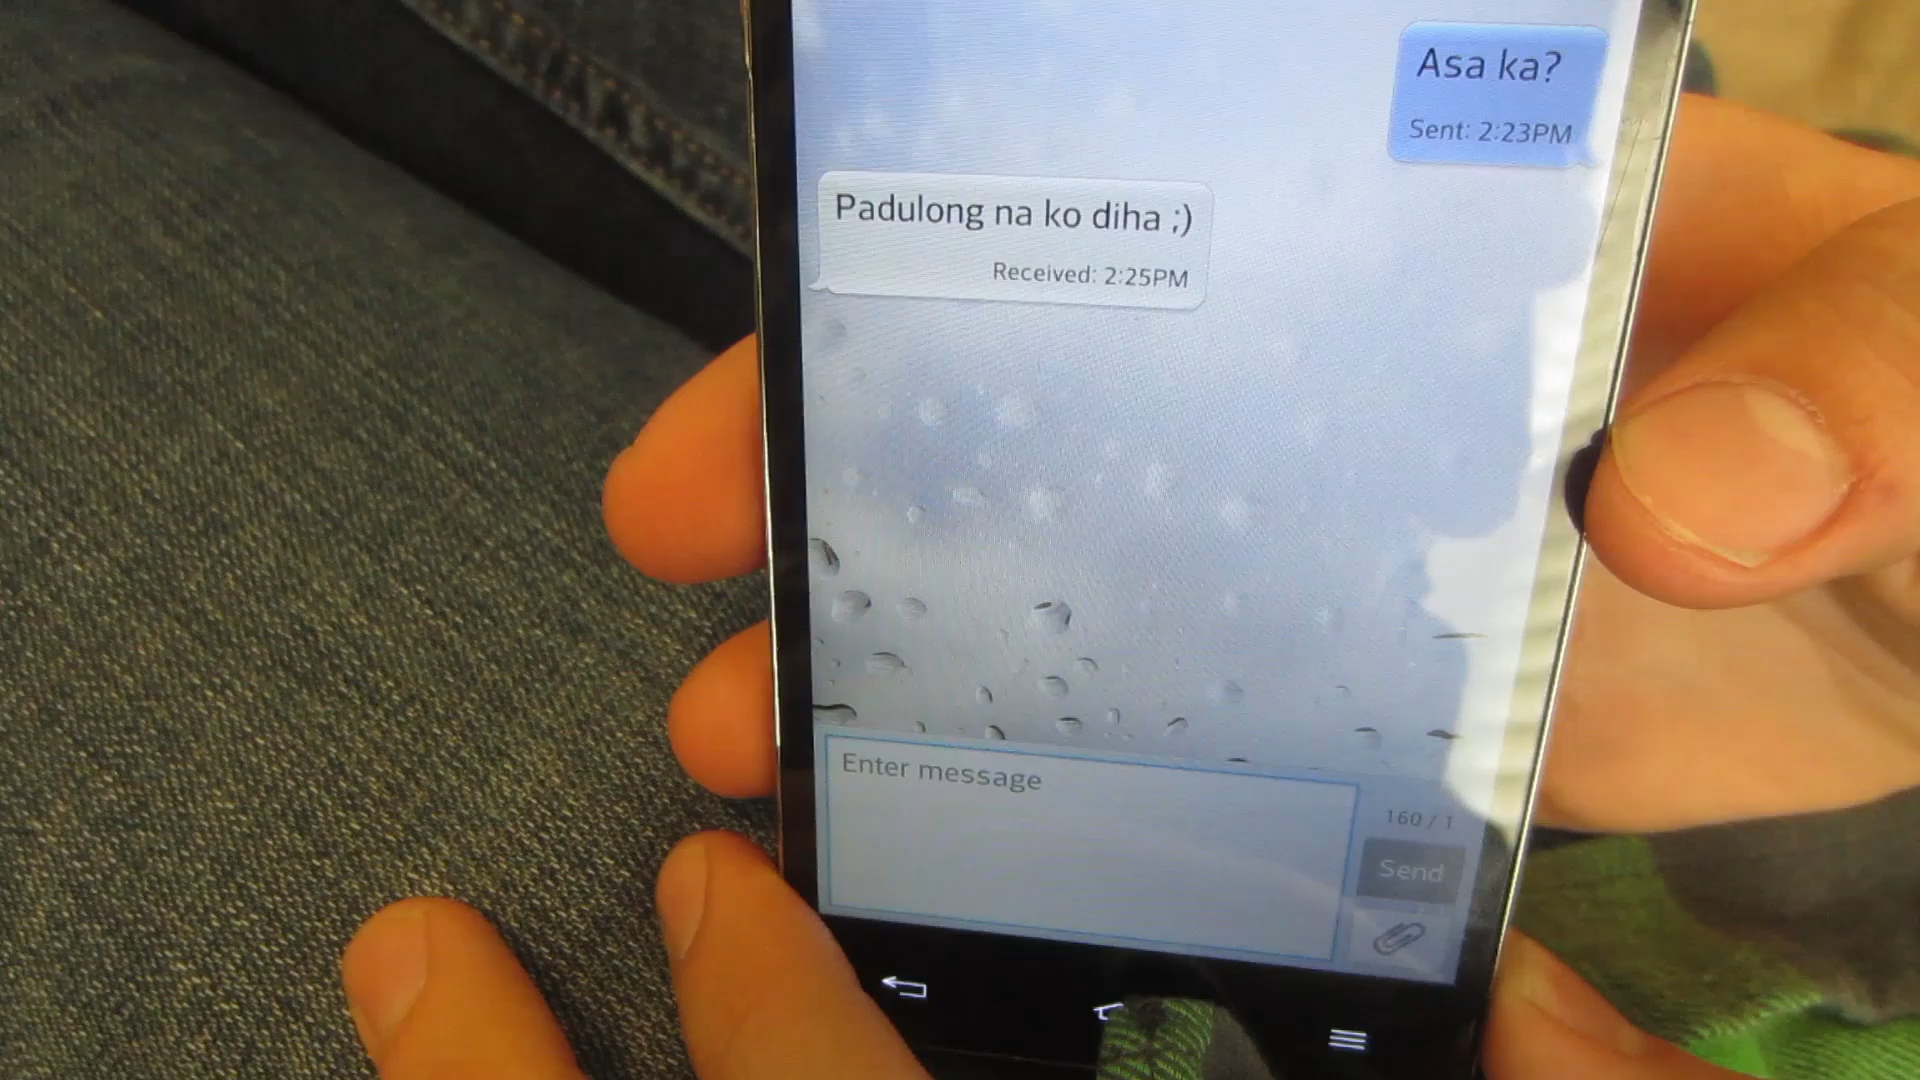 Asa ka?
Sent: 2:23PM
Padulong na ko diha ;)
Received: 2:25PM
Enter message
160 / 1
Send